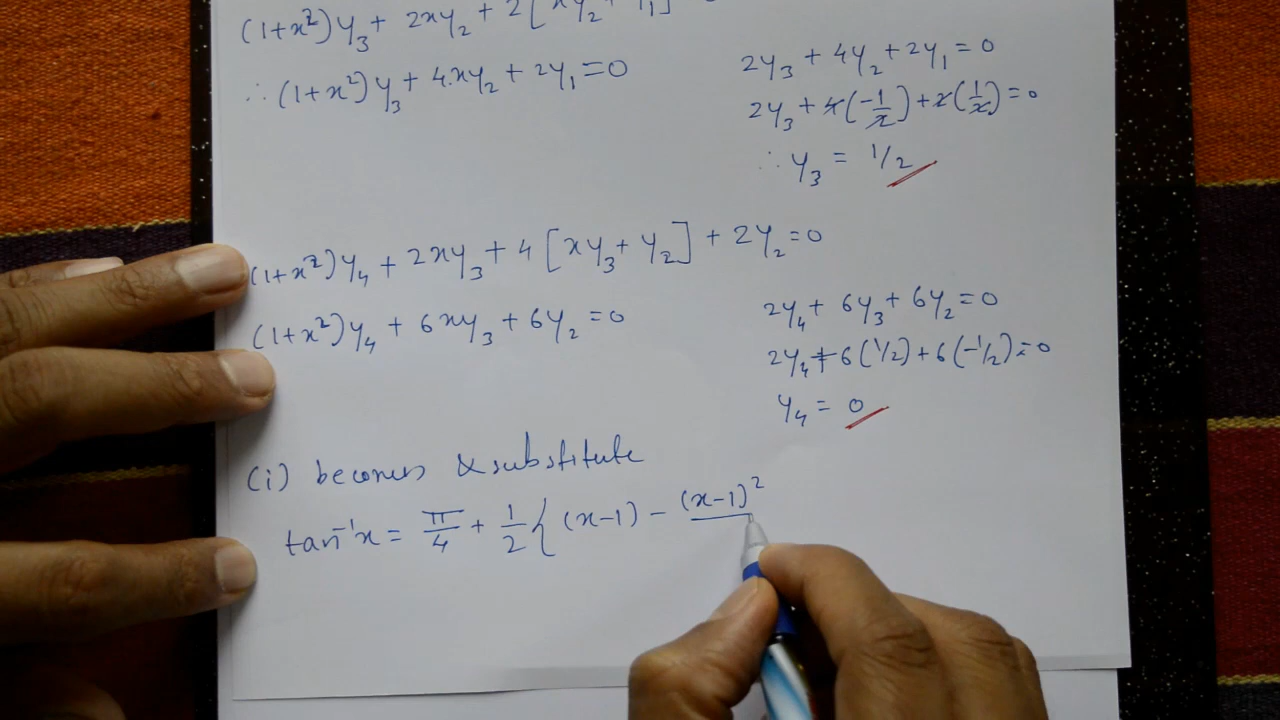 (1+x²)y₃ + 2xy₂ + 2[xy₂ + y₁]
∴ (1+x²)y₃ + 4xy₂ + 2y₁ = 0
2y₃ + 4y₂ + 2y₁ = 0
2y₃ + 4(-1/2) + 2(1/2) = 0
∴ y₃ = 1/2
(1+x²)y₄ + 2xy₃ + 4[xy₃ + y₂] + 2y₂ = 0
(1+x²)y₄ + 6xy₃ + 6y₂ = 0
2y₄ + 6y₃ + 6y₂ = 0
2y₄ + 6(1/2) + 6(-1/2) = 0
y₄ = 0
(i) becomes & substitute
tan⁻¹x = π/4 + 1/2 { (x-1) - (x-1)²